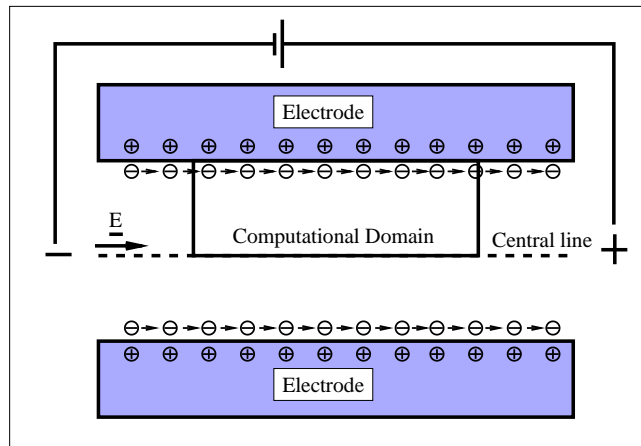 Electrode
E
Computational Domain
Central line
Electrode